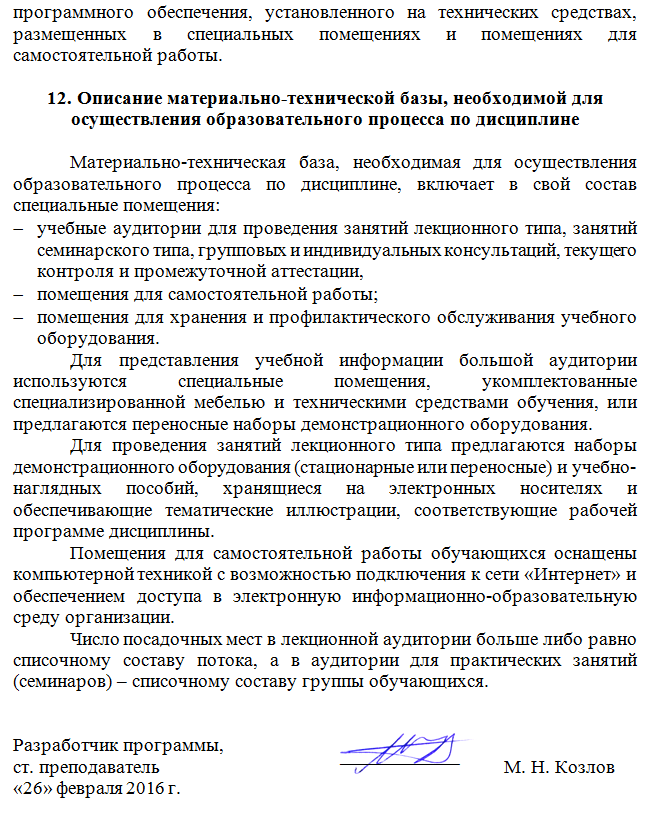 программного обеспечения, установленного на технических средствах,
размещенных в специальных помещениях и помещениях для
самостоятельной работы.
12. Описание материально-технической базы, необходимой для
осуществления образовательного процесса по дисциплине
Материально-техническая база, необходимая для осуществления
образовательного процесса по дисциплине, включает в свой состав
специальные помещения:
– учебные аудитории для проведения занятий лекционного типа, занятий
семинарского типа, групповых и индивидуальных консультаций, текущего
контроля и промежуточной аттестации,
– помещения для самостоятельной работы;
– помещения для хранения и профилактического обслуживания учебного
оборудования.
Для представления учебной информации большой аудитории
используются специальные помещения, укомплектованные
специализированной мебелью и техническими средствами обучения, или
предлагаются переносные наборы демонстрационного оборудования.
Для проведения занятий лекционного типа предлагаются наборы
демонстрационного оборудования (стационарные или переносные) и учебно-
наглядных пособий, хранящиеся на электронных носителях и
обеспечивающие тематические иллюстрации, соответствующие рабочей
программе дисциплины.
Помещения для самостоятельной работы обучающихся оснащены
компьютерной техникой с возможностью подключения к сети «Интернет» и
обеспечением доступа в электронную информационно-образовательную
среду организации.
Число посадочных мест в лекционной аудитории больше либо равно
списочному составу потока, а в аудитории для практических занятий
(семинаров) – списочному составу группы обучающихся.
Разработчик программы,
ст. преподаватель М. Н. Козлов
«26» февраля 2016 г.